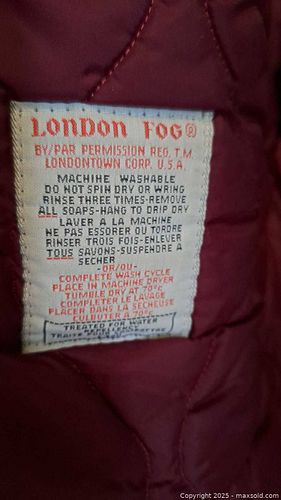 LONDON FOG®
BY/PAR PERMISSION REG. T.M.
LONDONTOWN CORP. U.S.A.
MACHINE WASHABLE
DO NOT SPIN DRY OR WRING
RINSE THREE TIMES-REMOVE
ALL SOAPS-HANG TO DRIP DRY
LAVER A LA MACHINE
NE PAS ESSORER OU TORDRE
RINSER TROIS FOIS-ENLEVER
TOUS SAVONS-SUSPENDRE A
SECHER
-OR/OU-
COMPLETE WASH CYCLE
PLACE IN MACHINE DRYER
TUMBLE DRY AT 70°C
COMPLETER LE LAVAGE
PLACER DANS LA SECHEUSE
CULBUTER A 70°C
TREATED FOR WATER
REPELLENCY
Copyright © 2025 - maxsold.com